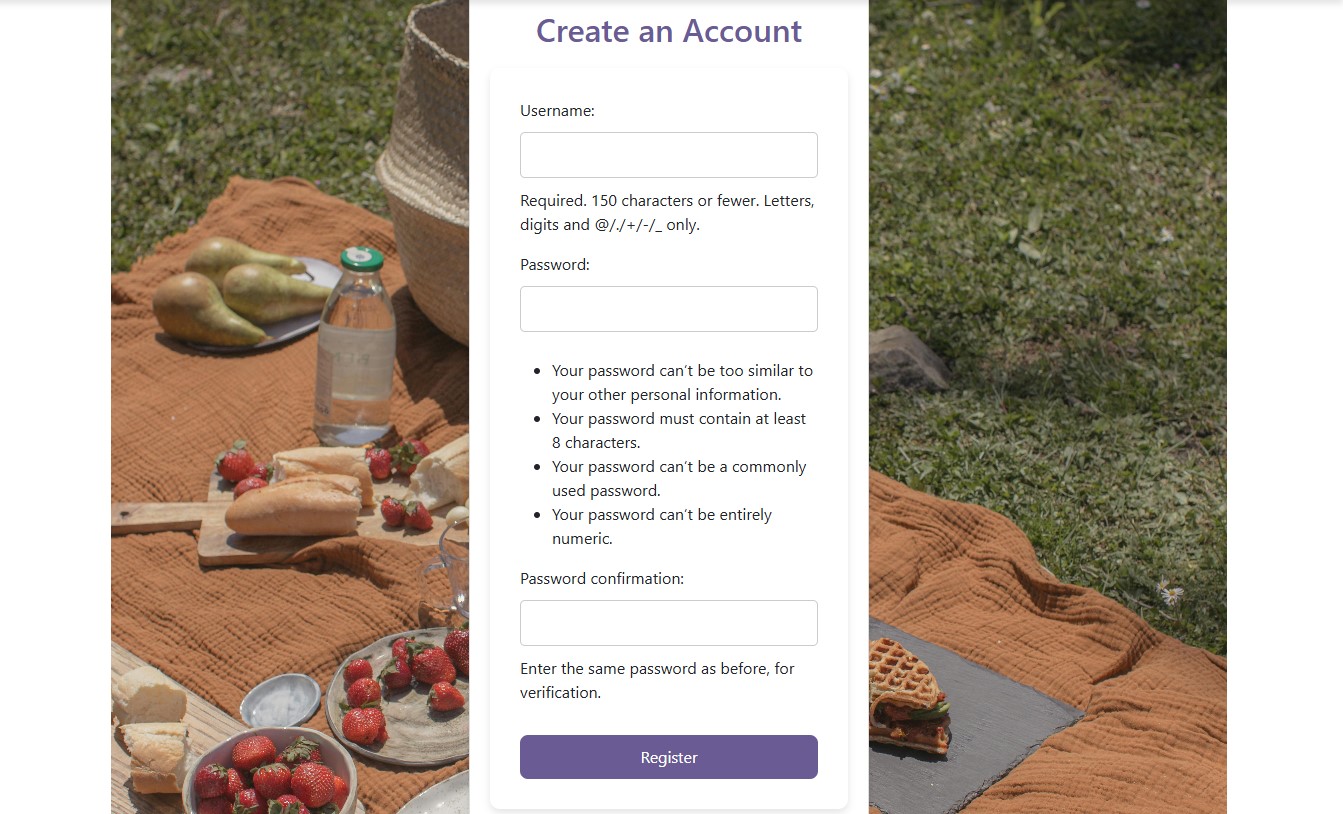 Create an Account
Username:
Required. 150 characters or fewer. Letters,
digits and @/./+/-/_ only.
Password:
Your password can’t be too similar to
your other personal information.
Your password must contain at least
8 characters.
Your password can’t be a commonly
used password.
Your password can’t be entirely
numeric.
Password confirmation:
Enter the same password as before, for
verification.
Register